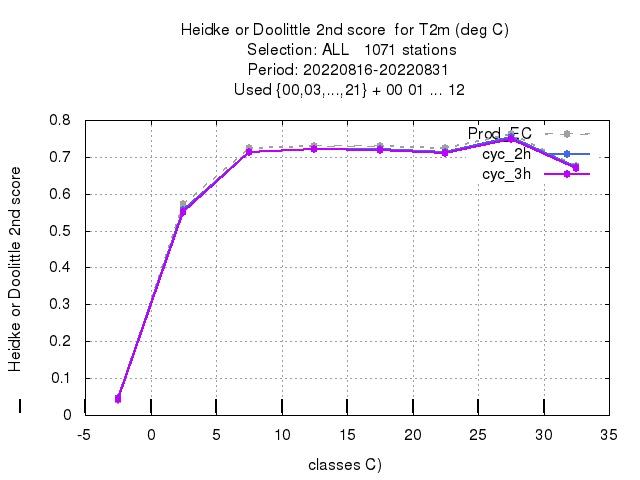 Heidke or Doolittle 2nd score for T2m (deg C)
Selection: ALL 1071 stations
Period: 20220816-20220831
Used {00,03,...,21} + 00 01 ... 12
Heidke or Doolittle 2nd score
0.8
0.7
0.6
0.5
0.4
0.3
0.2
0.1
0
-5 0 5 10 15 20 25 30 35
classes C)
Prod_EC
cyc_2h
cyc_3h